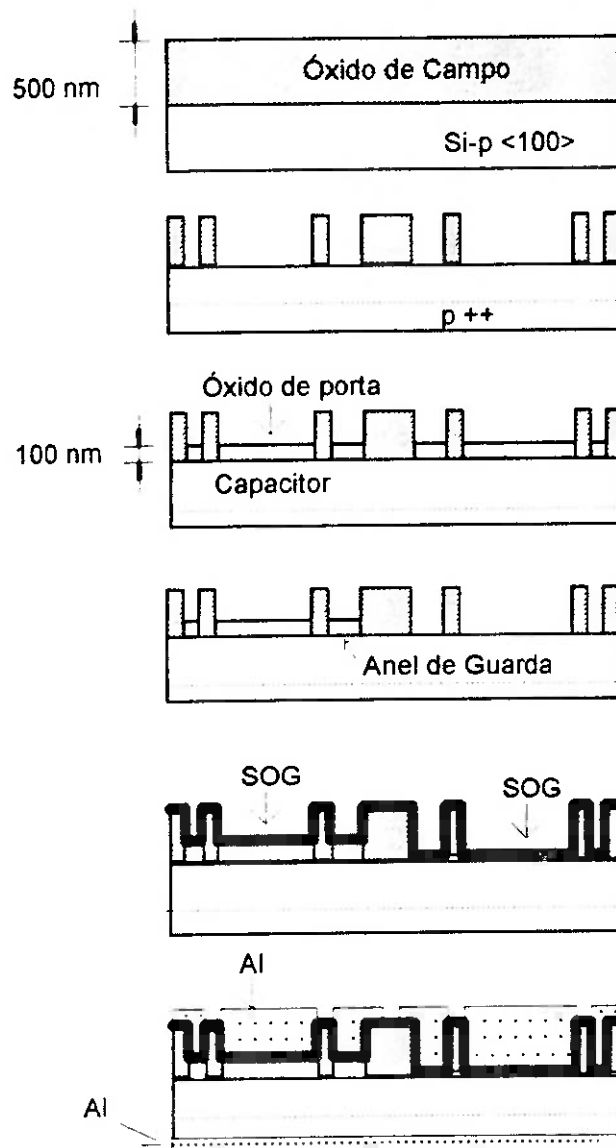 Óxido de Campo
500 nm
Si-p <100>
p ++
Óxido de porta
100 nm
Capacitor
Anel de Guarda
SOG
SOG
Al
Al